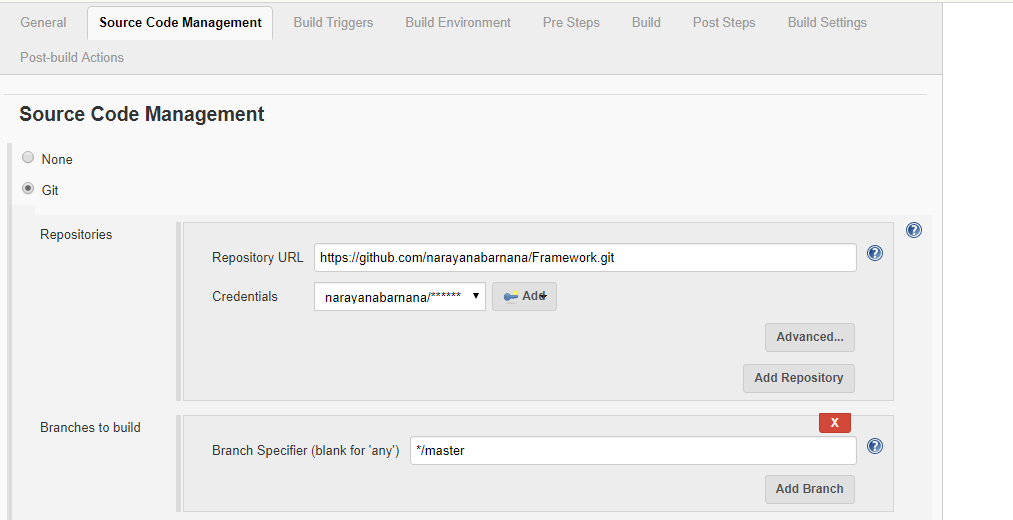 General Source Code Management Build Triggers Build Environment Pre Steps Build Post Steps Build Settings
Post-build Actions
Source Code Management
None
Git
Repositories
Repository URL https://github.com/narayanabarnana/Framework.git
Credentials narayanabarnana/****** Add
Advanced...
Add Repository
Branches to build
X
Branch Specifier (blank for 'any') */master
Add Branch